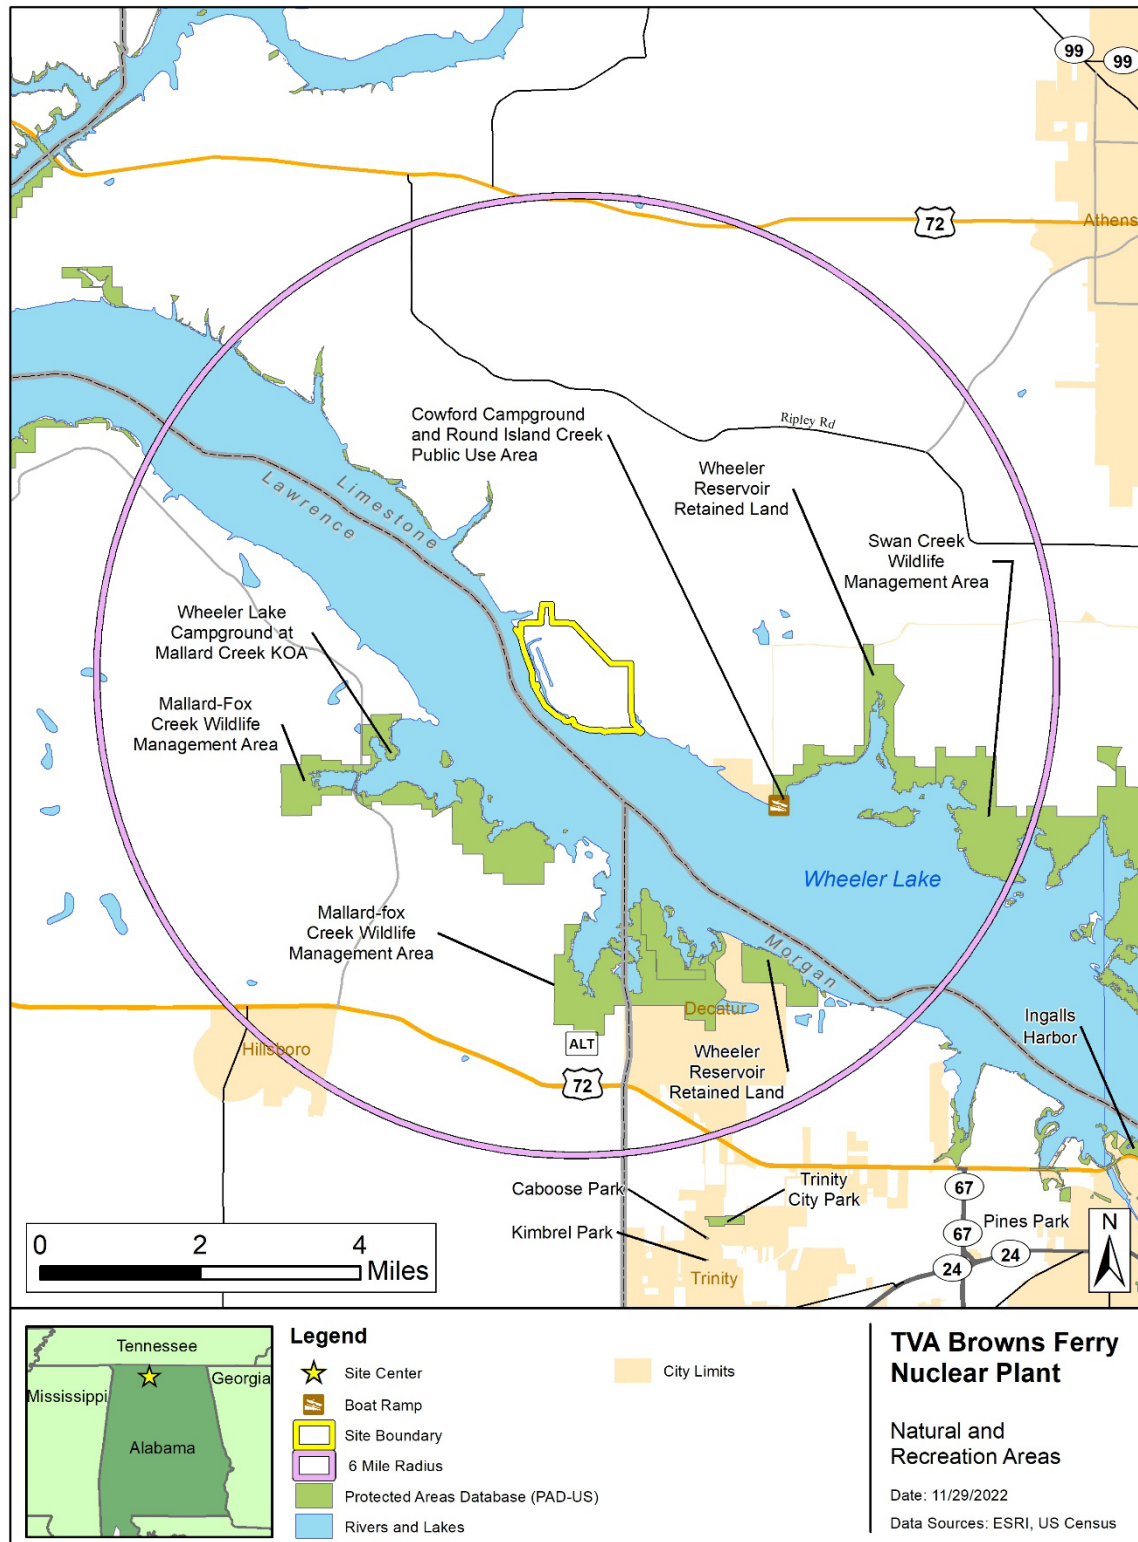 99
99
72
Athens
Ripley Rd
Cowford Campground
and Round Island Creek
Public Use Area
Wheeler
Reservoir
Retained Land
Swan Creek
Wildlife
Management Area
Limestone
Lawrence
Wheeler Lake
Campground at
Mallard Creek KOA
Mallard-Fox
Creek Wildlife
Management Area
Wheeler Lake
Mallard-fox
Creek Wildlife
Management Area
Morgan
Decatur
Ingalls
Harbor
Hillsboro
ALT
72
Wheeler
Reservoir
Retained Land
Caboose Park
Trinity
City Park
Kimbrel Park
Trinity
67
67
Pines Park
24
24
N
0 2 4
Miles
Tennessee
Mississippi
Georgia
Alabama
Legend
Site Center
Boat Ramp
Site Boundary
6 Mile Radius
Protected Areas Database (PAD-US)
Rivers and Lakes
City Limits
TVA Browns Ferry
Nuclear Plant
Natural and
Recreation Areas
Date: 11/29/2022
Data Sources: ESRI, US Census